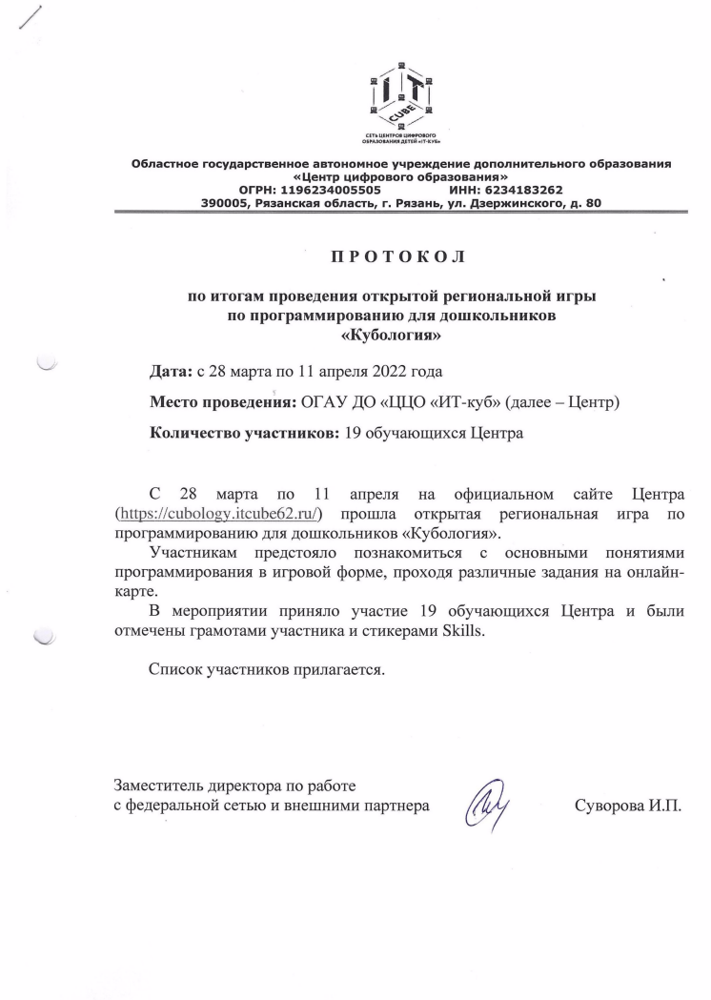 IT
CUBE
СЕТЬ ЦЕНТРОВ ЦИФРОВОГО
ОБРАЗОВАНИЯ ДЕТЕЙ «IT-КУБ»
Областное государственное автономное учреждение дополнительного образования
«Центр цифрового образования»
ОГРН: 1196234005505 ИНН: 6234183262
390005, Рязанская область, г. Рязань, ул. Дзержинского, д. 80
П Р О Т О К О Л
по итогам проведения открытой региональной игры
по программированию для дошкольников
«Кубология»
Дата: с 28 марта по 11 апреля 2022 года
Место проведения: ОГАУ ДО «ЦЦО «ИТ-куб» (далее – Центр)
Количество участников: 19 обучающихся Центра
С 28 марта по 11 апреля на официальном сайте Центра
(https://cubology.itcube62.ru/) прошла открытая региональная игра по
программированию для дошкольников «Кубология».
Участникам предстояло познакомиться с основными понятиями
программирования в игровой форме, проходя различные задания на онлайн-
карте.
В мероприятии приняло участие 19 обучающихся Центра и были
отмечены грамотами участника и стикерами Skills.
Список участников прилагается.
Заместитель директора по работе
с федеральной сетью и внешними партнера Суворова И.П.